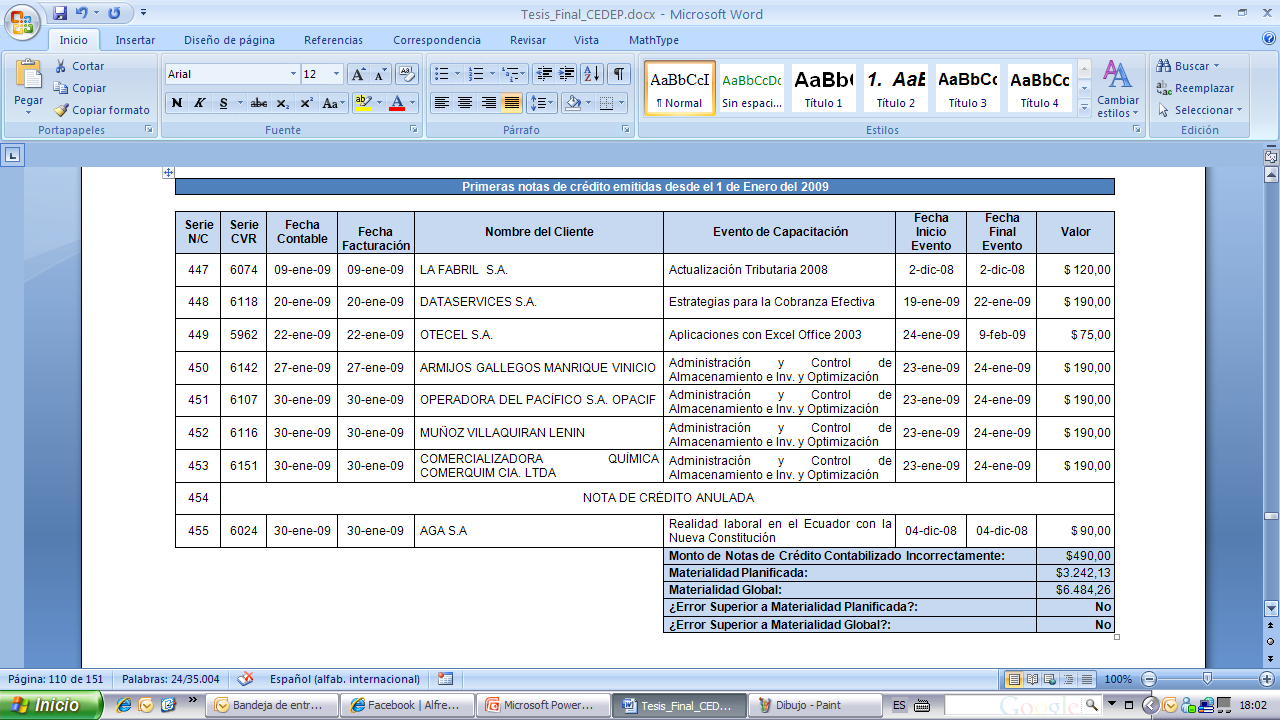 Tesis_Final_CEDEP.docx - Microsoft Word
Inicio Insertar Diseño de página Referencias Correspondencia Revisar Vista MathType
Pegar
Cortar
Copiar
Copiar formato
Portapapeles
Arial 12
N K S abc x₂ x² Aa
Fuente
Párrafo
AaBbCcI AaBbCcDc AaBb( 1. AaE AaBbCc AaBbCc
¶ Normal Sin espaci... Título 1 Título 2 Título 3 Título 4
Cambiar estilos
Estilos
Buscar
Reemplazar
Seleccionar
Edición
Primeras notas de crédito emitidas desde el 1 de Enero del 2009
Serie N/C Serie CVR Fecha Contable Fecha Facturación Nombre del Cliente Evento de Capacitación Fecha Inicio Evento Fecha Final Evento Valor
447 6074 09-ene-09 09-ene-09 LA FABRIL S.A. Actualización Tributaria 2008 2-dic-08 2-dic-08 $ 120,00
448 6118 20-ene-09 20-ene-09 DATASERVICES S.A. Estrategias para la Cobranza Efectiva 19-ene-09 22-ene-09 $ 190,00
449 5962 22-ene-09 22-ene-09 OTECEL S.A. Aplicaciones con Excel Office 2003 24-ene-09 9-feb-09 $ 75,00
450 6142 27-ene-09 27-ene-09 ARMIJOS GALLEGOS MANRIQUE VINICIO Administración y Control de Almacenamiento e Inv. y Optimización 23-ene-09 24-ene-09 $ 190,00
451 6107 30-ene-09 30-ene-09 OPERADORA DEL PACÍFICO S.A. OPACIF Administración y Control de Almacenamiento e Inv. y Optimización 23-ene-09 24-ene-09 $ 190,00
452 6116 30-ene-09 30-ene-09 MUÑOZ VILLAQUIRAN LENIN Administración y Control de Almacenamiento e Inv. y Optimización 23-ene-09 24-ene-09 $ 190,00
453 6151 30-ene-09 30-ene-09 COMERCIALIZADORA QUÍMICA COMERQUIM CIA. LTDA Administración y Control de Almacenamiento e Inv. y Optimización 23-ene-09 24-ene-09 $ 190,00
454 NOTA DE CRÉDITO ANULADA
455 6024 30-ene-09 30-ene-09 AGA S.A Realidad laboral en el Ecuador con la Nueva Constitución 04-dic-08 04-dic-08 $ 90,00
Monto de Notas de Crédito Contabilizado Incorrectamente: $490,00
Materialidad Planificada: $3.242,13
Materialidad Global: $6.484,26
¿Error Superior a Materialidad Planificada?: No
¿Error Superior a Materialidad Global?: No
Página: 110 de 151 Palabras: 24/35.004 Español (alfab. internacional) 100%
Inicio Bandeja de entr... Facebook | Alfre... Microsoft Power... Tesis_Final_CED... Dibujo - Paint ES Google 18:02